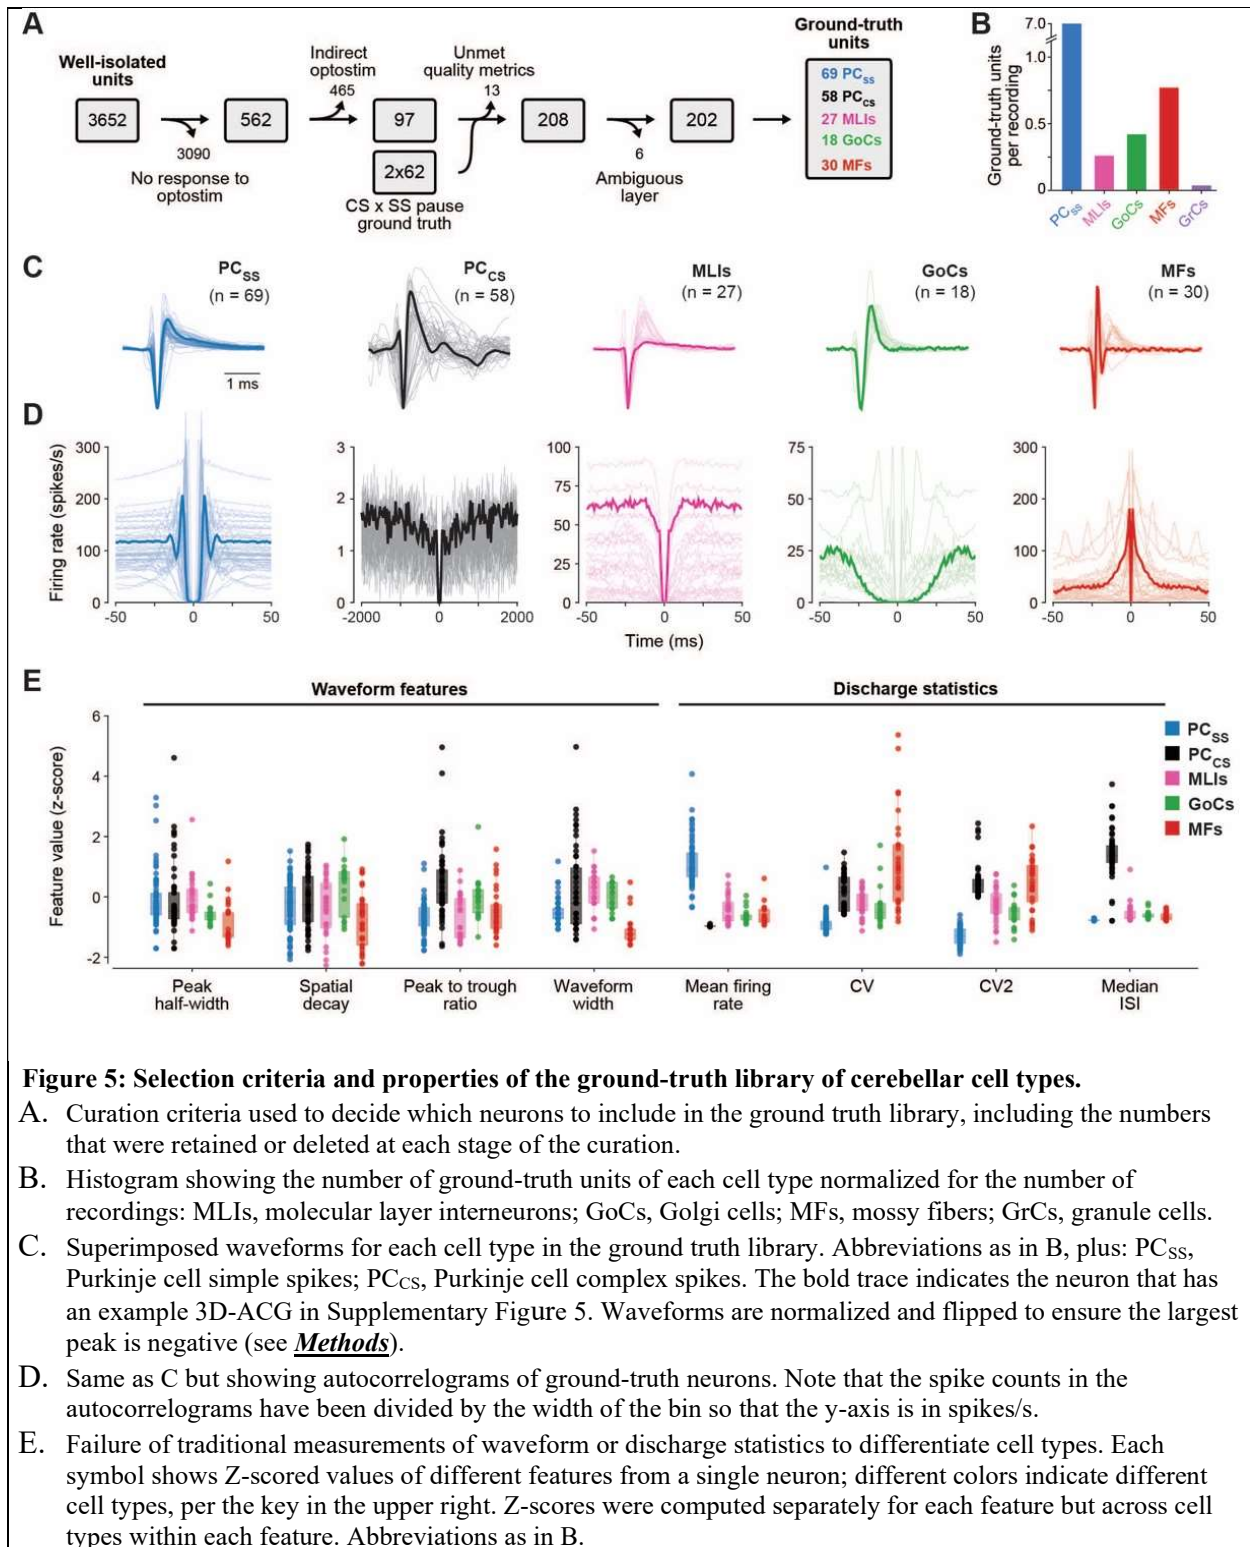 A
Well-isolated
units
3652
3090
No response to
optostim
562
Indirect
optostim
465
97
2x62
CS x SS pause
ground truth
Unmet
quality metrics
13
208
6
Ambiguous
layer
202
Ground-truth
units
69 PCSS
58 PCCS
27 MLIs
18 GoCs
30 MFs
B
Ground-truth units
per recording
7.0
1.0
0.5
0
PCSS
MLIs
GoCs
MFs
GrCs
C
PCSS
(n = 69)
1 ms
PCCS
(n = 58)
MLIs
(n = 27)
GoCs
(n = 18)
MFs
(n = 30)
D
Firing rate (spikes/s)
300
200
100
0
-50 0 50
3
2
1
0
-2000 0 2000
100
75
50
25
0
-50 0 50
75
50
25
0
-50 0 50
300
200
100
0
-50 0 50
Time (ms)
E
Waveform features
Discharge statistics
Feature value (z-score)
6
4
2
0
-2
PCSS
PCCS
MLIs
GoCs
MFs
Peak
half-width
Spatial
decay
Peak to trough
ratio
Waveform
width
Mean firing
rate
CV
CV2
Median
ISI
Figure 5: Selection criteria and properties of the ground-truth library of cerebellar cell types.
A. Curation criteria used to decide which neurons to include in the ground truth library, including the numbers
that were retained or deleted at each stage of the curation.
B. Histogram showing the number of ground-truth units of each cell type normalized for the number of
recordings: MLIs, molecular layer interneurons; GoCs, Golgi cells; MFs, mossy fibers; GrCs, granule cells.
C. Superimposed waveforms for each cell type in the ground truth library. Abbreviations as in B, plus: PCSS,
Purkinje cell simple spikes; PCCS, Purkinje cell complex spikes. The bold trace indicates the neuron that has
an example 3D-ACG in Supplementary Figure 5. Waveforms are normalized and flipped to ensure the largest
peak is negative (see Methods).
D. Same as C but showing autocorrelograms of ground-truth neurons. Note that the spike counts in the
autocorrelograms have been divided by the width of the bin so that the y-axis is in spikes/s.
E. Failure of traditional measurements of waveform or discharge statistics to differentiate cell types. Each
symbol shows Z-scored values of different features from a single neuron; different colors indicate different
cell types, per the key in the upper right. Z-scores were computed separately for each feature but across cell
types within each feature. Abbreviations as in B.